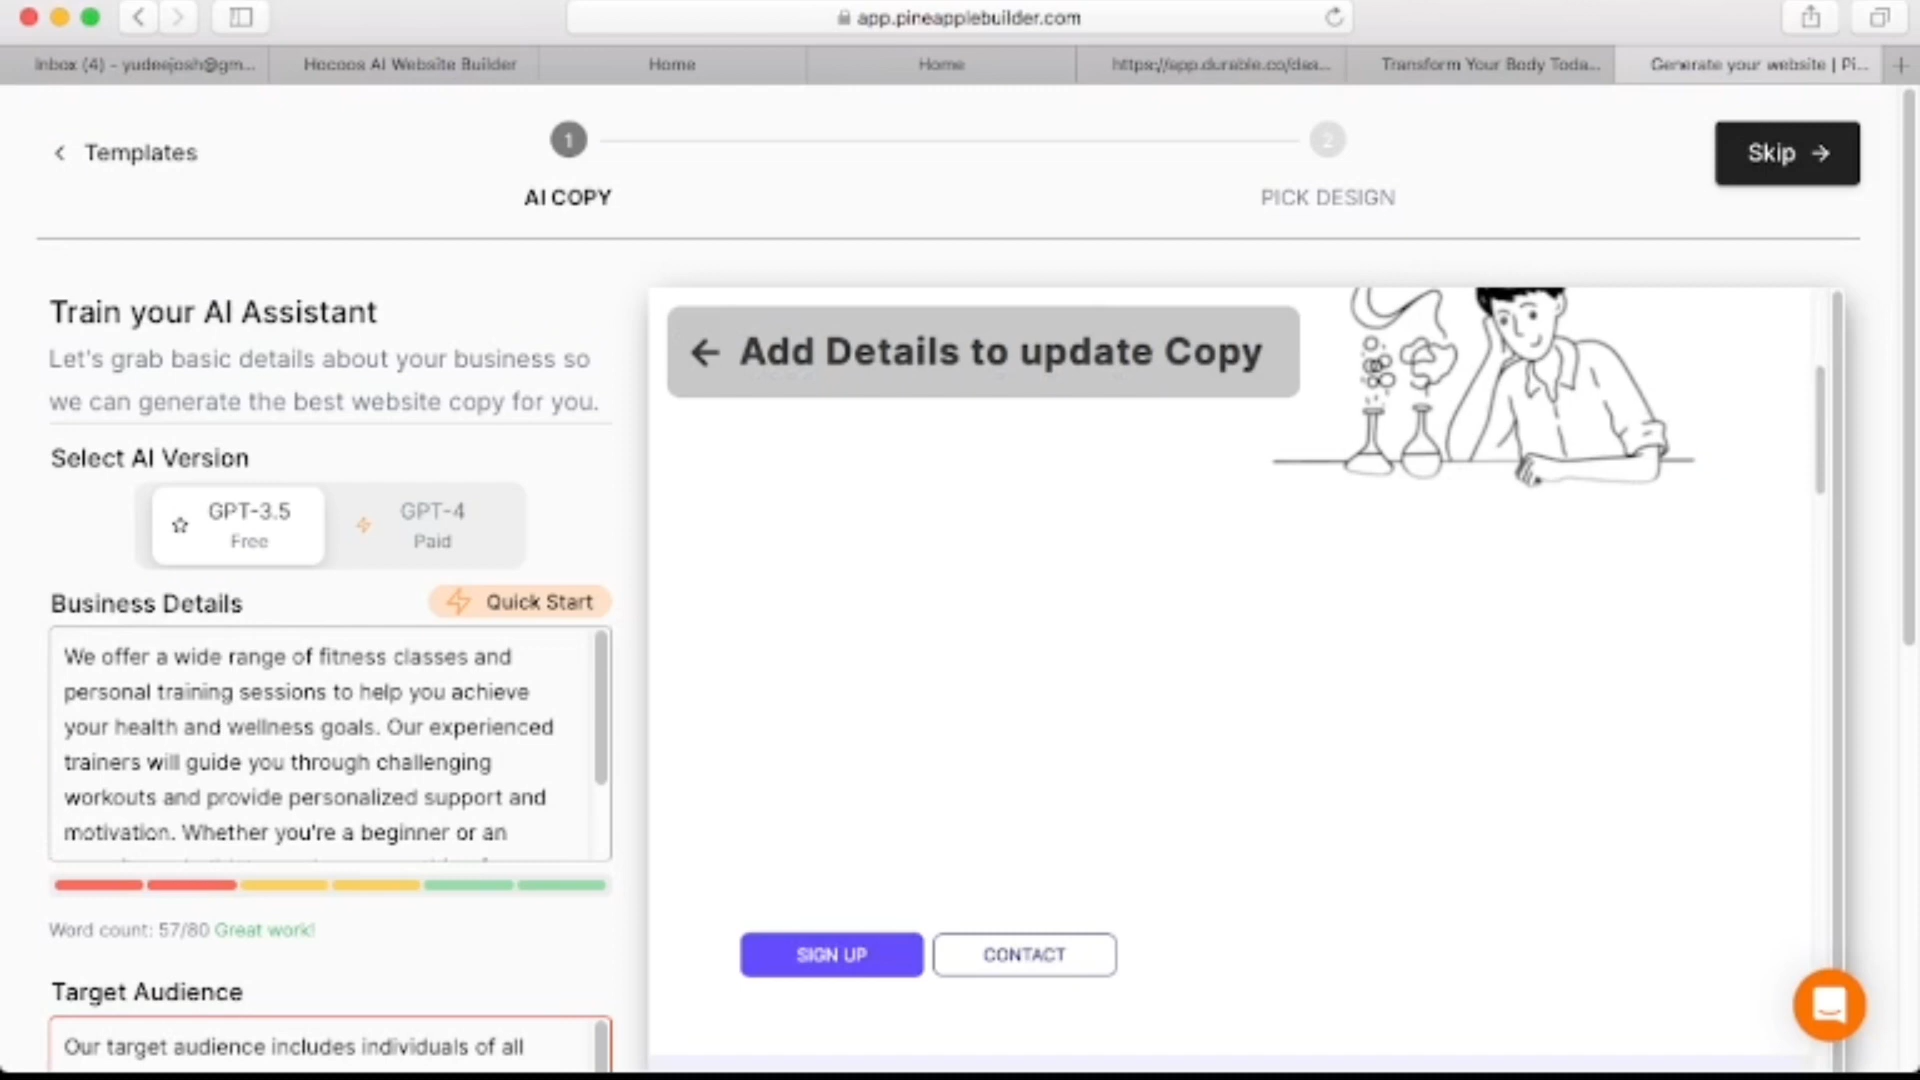 app.pineapplebuilder.com
Inbox (4) - yudeejosh@gm...
Hocoos AI Website Builder
Home
Home
https://app.durable.co/das...
Transform Your Body Toda...
Generate your website | Pi...
Templates
1
2
Skip
AI COPY
PICK DESIGN
Train your AI Assistant
Let's grab basic details about your business so
we can generate the best website copy for you.
Add Details to update Copy
Select AI Version
GPT-3.5
Free
GPT-4
Paid
Business Details
Quick Start
We offer a wide range of fitness classes and
personal training sessions to help you achieve
your health and wellness goals. Our experienced
trainers will guide you through challenging
workouts and provide personalized support and
motivation. Whether you're a beginner or an
Word count: 57/80 Great work!
SIGN UP
CONTACT
Target Audience
Our target audience includes individuals of all